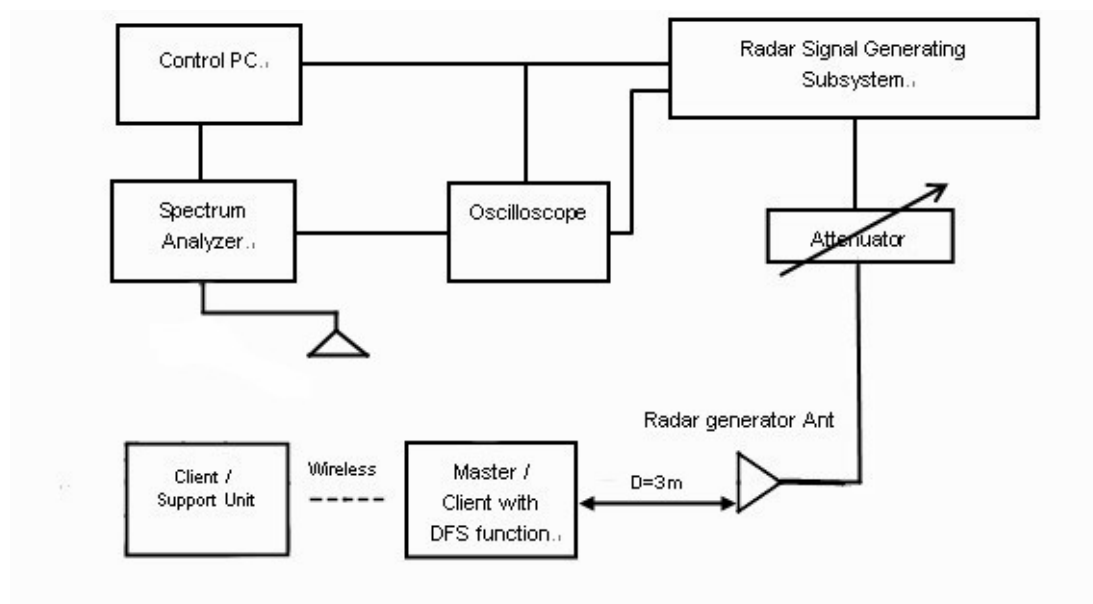 Control PC.
Radar Signal Generating
Subsystem.
Spectrum
Analyzer.
Oscilloscope
Attenuator
Radar generator Ant
Client /
Support Unit
Wireless
Master /
Client with
DFS function.
D=3m